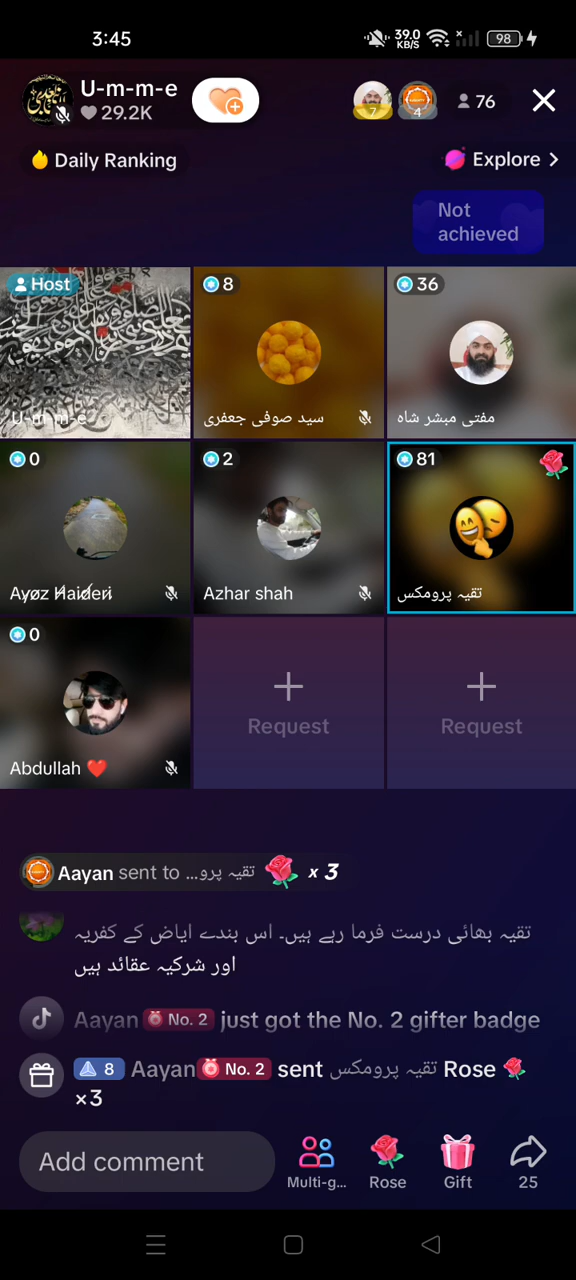 3:45
39.0
KB/S
98
U-m-m-e
29.2K
7
4
76
Daily Ranking
Explore >
Not
achieved
Host
U-m-m-e
8
سید صوفی جعفری
36
مفتی مبشر شاہ
0
Ayøz Haideri
2
Azhar shah
81
تقیہ پرومکس
0
Abdullah ❤️
Request
Request
Aayan sent to تقیہ پرو... 🌹 x 3
تقیہ بھائی درست فرما رہے ہیں۔ اس بندے ایاض کے کفریہ
اور شرکیہ عقائد ہیں
Aayan No. 2 just got the No. 2 gifter badge
8 Aayan No. 2 sent تقیہ پرومکس Rose 🌹
×3
Add comment
Multi-g...
Rose
Gift
25